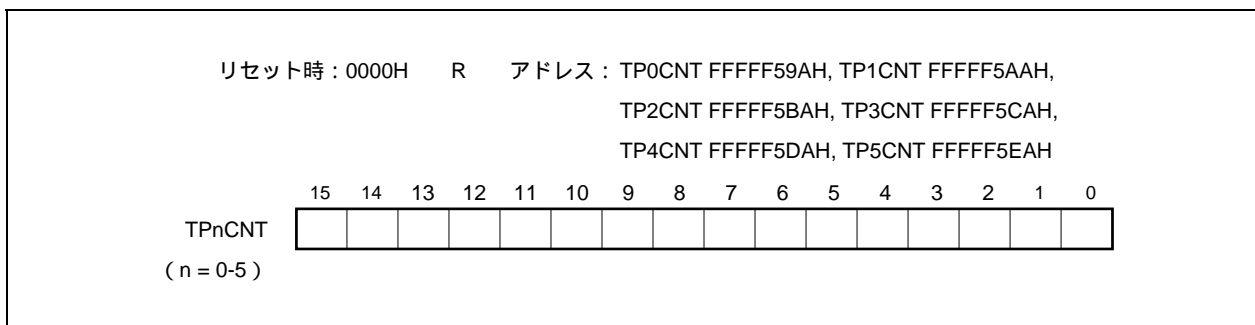 リセット時：0000H R アドレス：TP0CNT FFFFF59AH, TP1CNT FFFFF5AAH,
TP2CNT FFFFF5BAH, TP3CNT FFFFF5CAH,
TP4CNT FFFFF5DAH, TP5CNT FFFFF5EAH
15 14 13 12 11 10 9 8 7 6 5 4 3 2 1 0
TPnCNT
（n = 0-5）